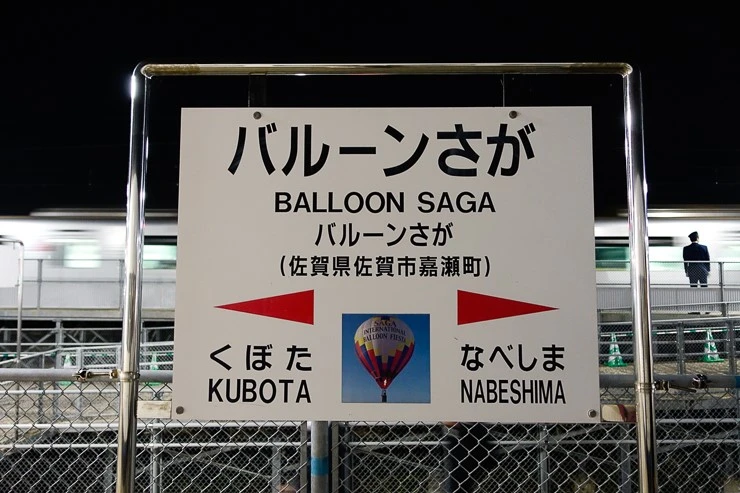 バルーンさが
BALLOON SAGA
バルーンさが
(佐賀県佐賀市嘉瀬町)
くぼた
KUBOTA
SAGA
INTERNATIONAL
BALLOON FIESTA
なべしま
NABESHIMA